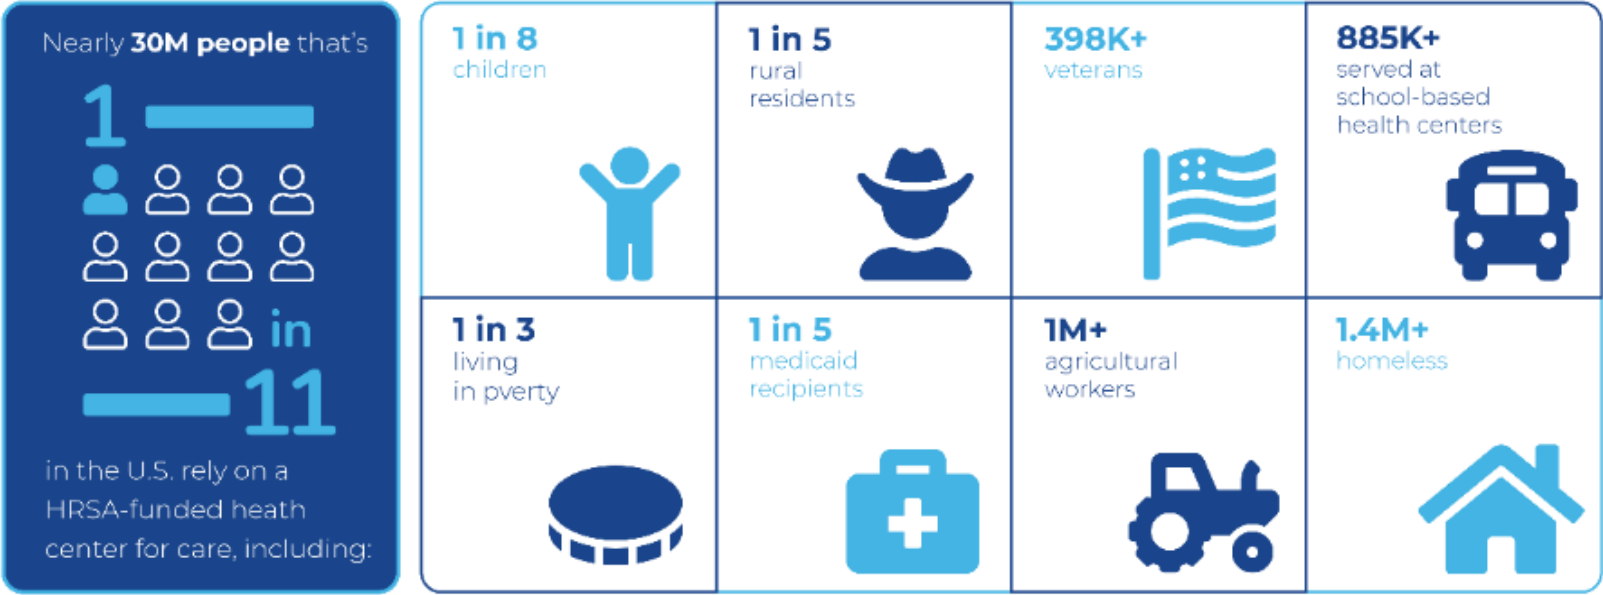 Nearly 30M people that's
1
in
11
in the U.S. rely on a
HRSA-funded heath
center for care, including:
1 in 8
children
1 in 5
rural
residents
398K+
veterans
885K+
served at
school-based
health centers
1 in 3
living
in pverty
1 in 5
medicaid
recipients
1M+
agricultural
workers
1.4M+
homeless